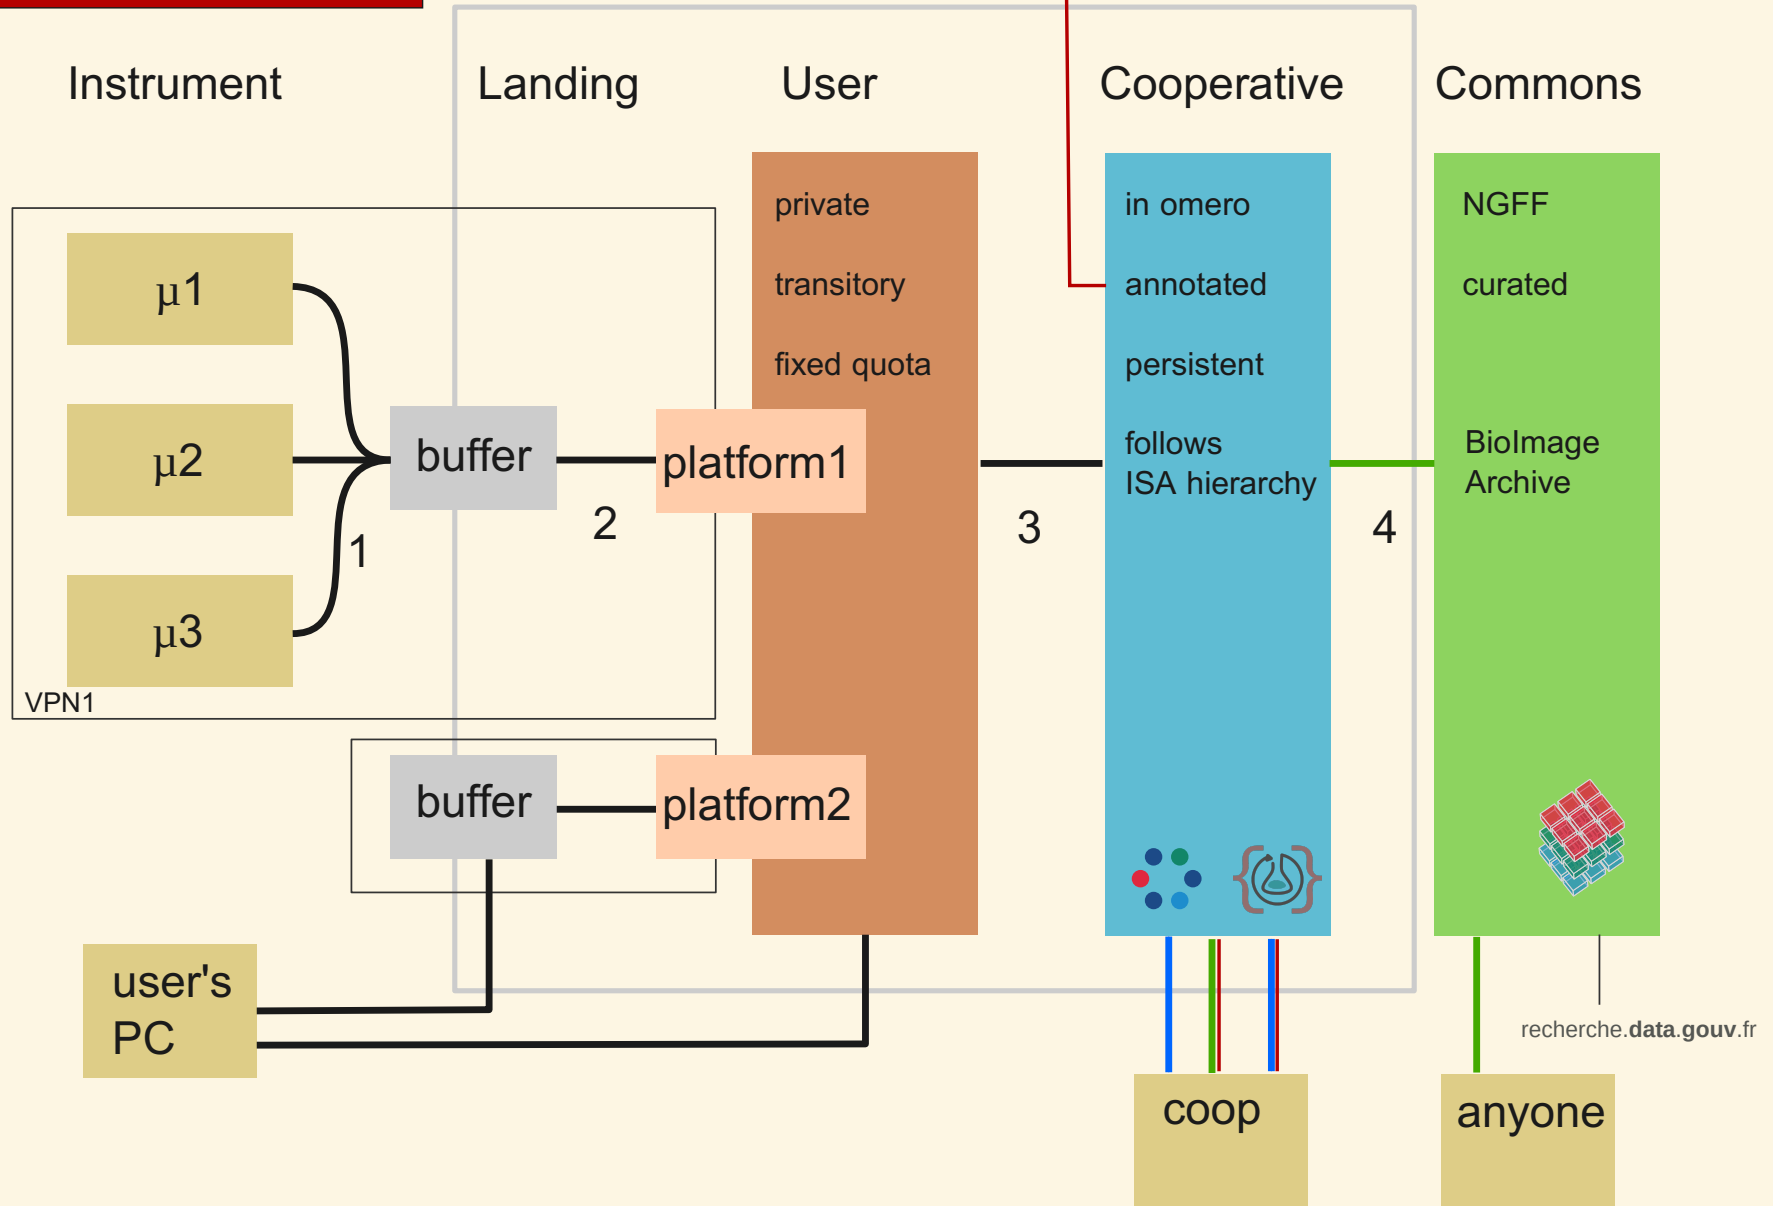 Instrument
Landing
User
Cooperative
Commons
private
in omero
NGFF
transitory
annotated
curated
fixed quota
persistent
µ1
µ2
µ3
buffer
platform1
follows
ISA hierarchy
BioImage
Archive
1
2
3
4
VPN1
buffer
platform2
user's
PC
recherche.data.gouv.fr
coop
anyone